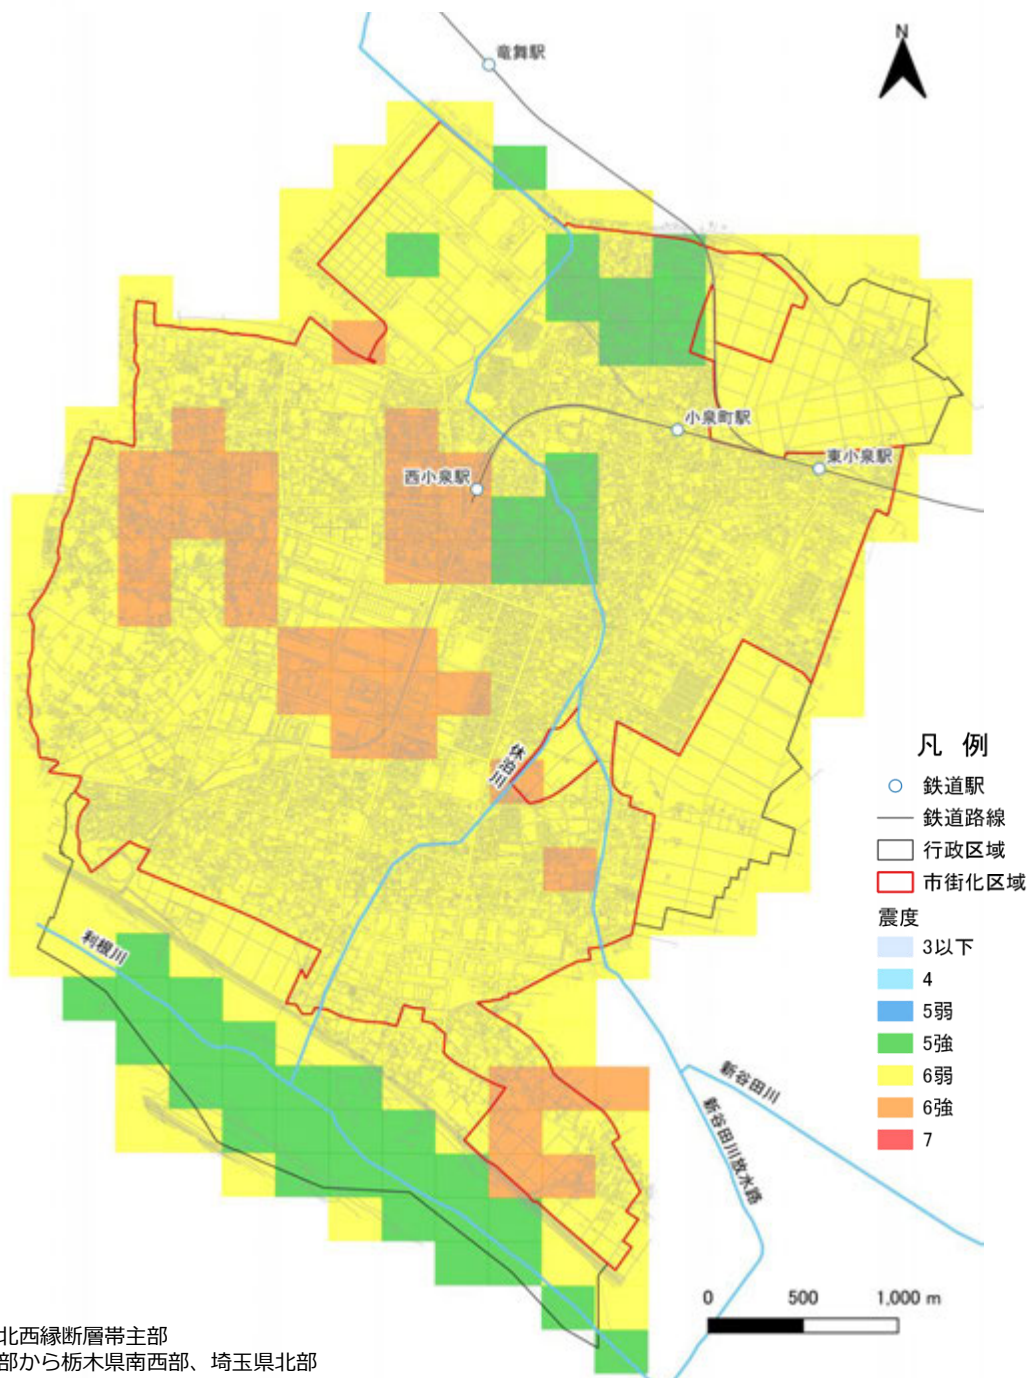 N
竜舞駅
小泉町駅
東小泉駅
西小泉駅
休泊川
利根川
新谷田川
新谷田川放水路
凡 例
鉄道駅
鉄道路線
行政区域
市街化区域
震度
3以下
4
5弱
5強
6弱
6強
7
0 500 1,000 m
北西縁断層帯主部
部から栃木県南西部、埼玉県北部